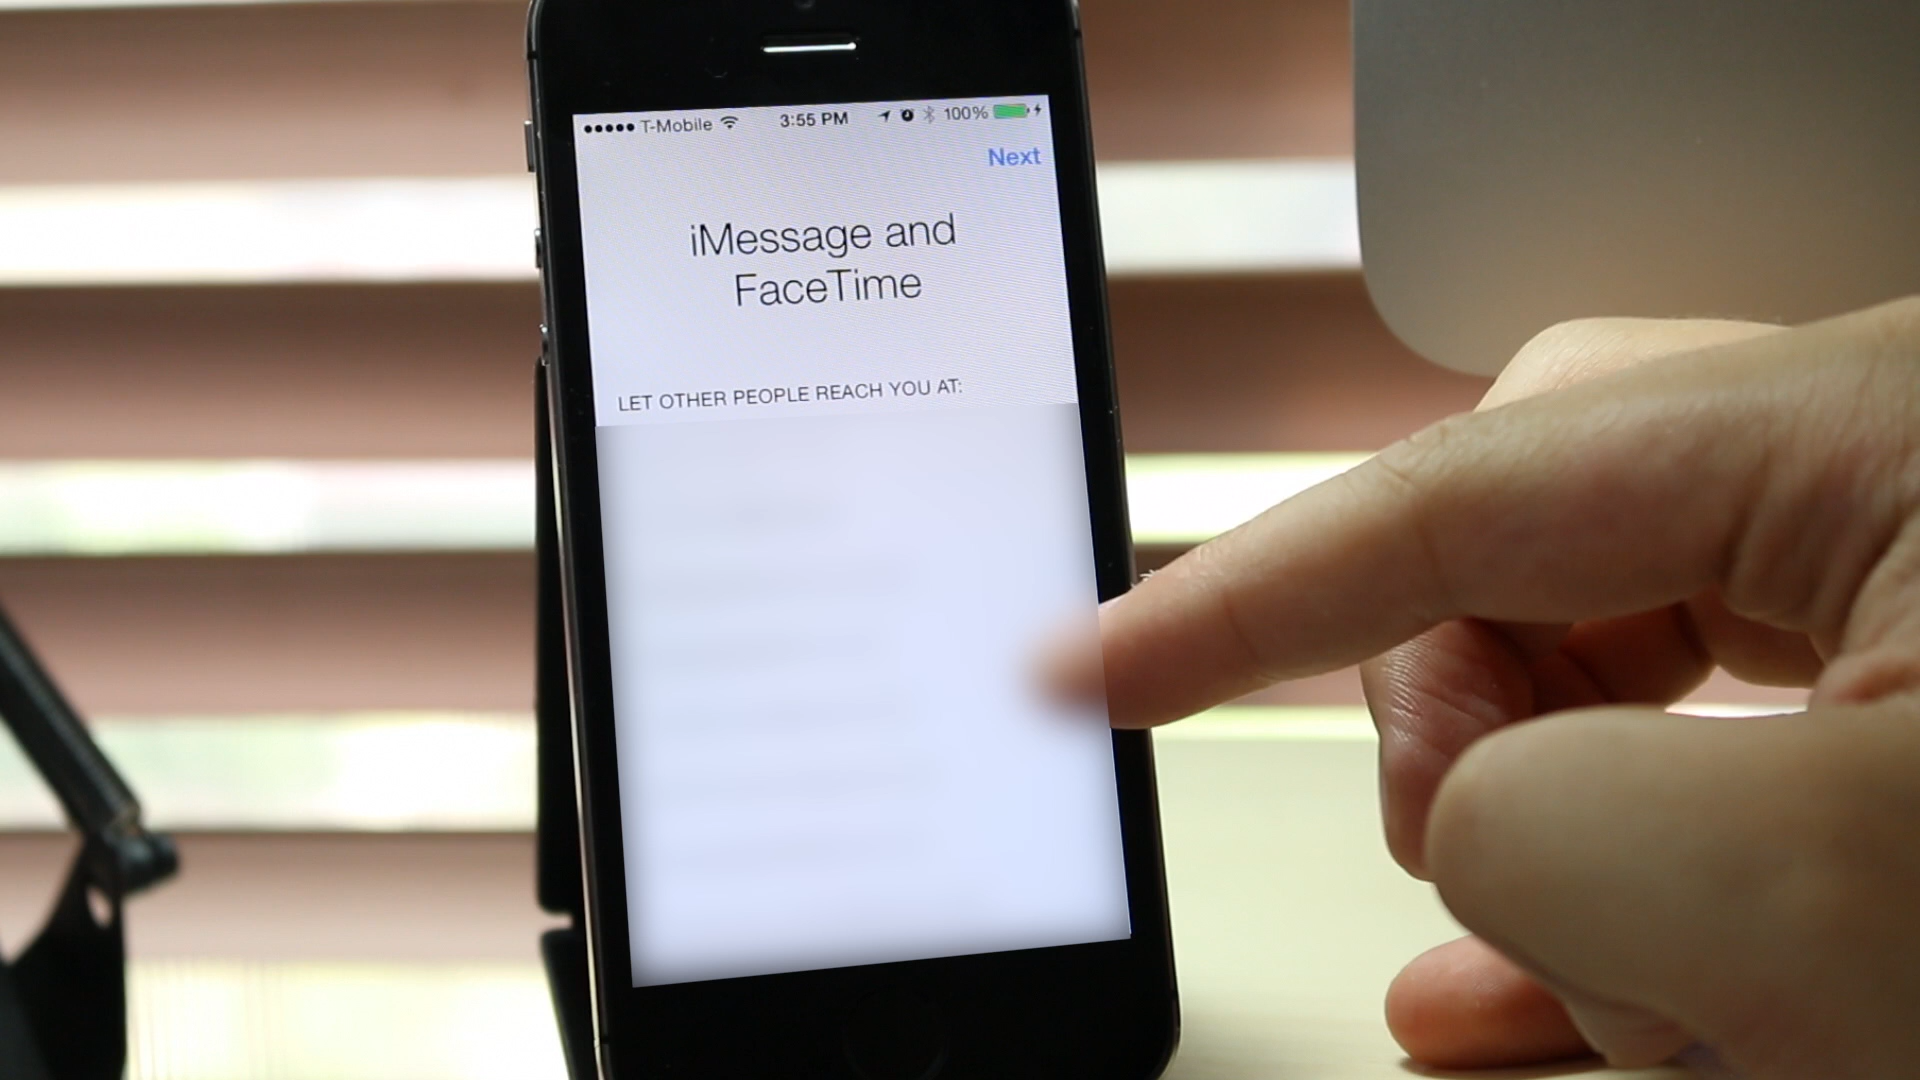 T-Mobile 3:55 PM 100%
Next
iMessage and
FaceTime
LET OTHER PEOPLE REACH YOU AT: